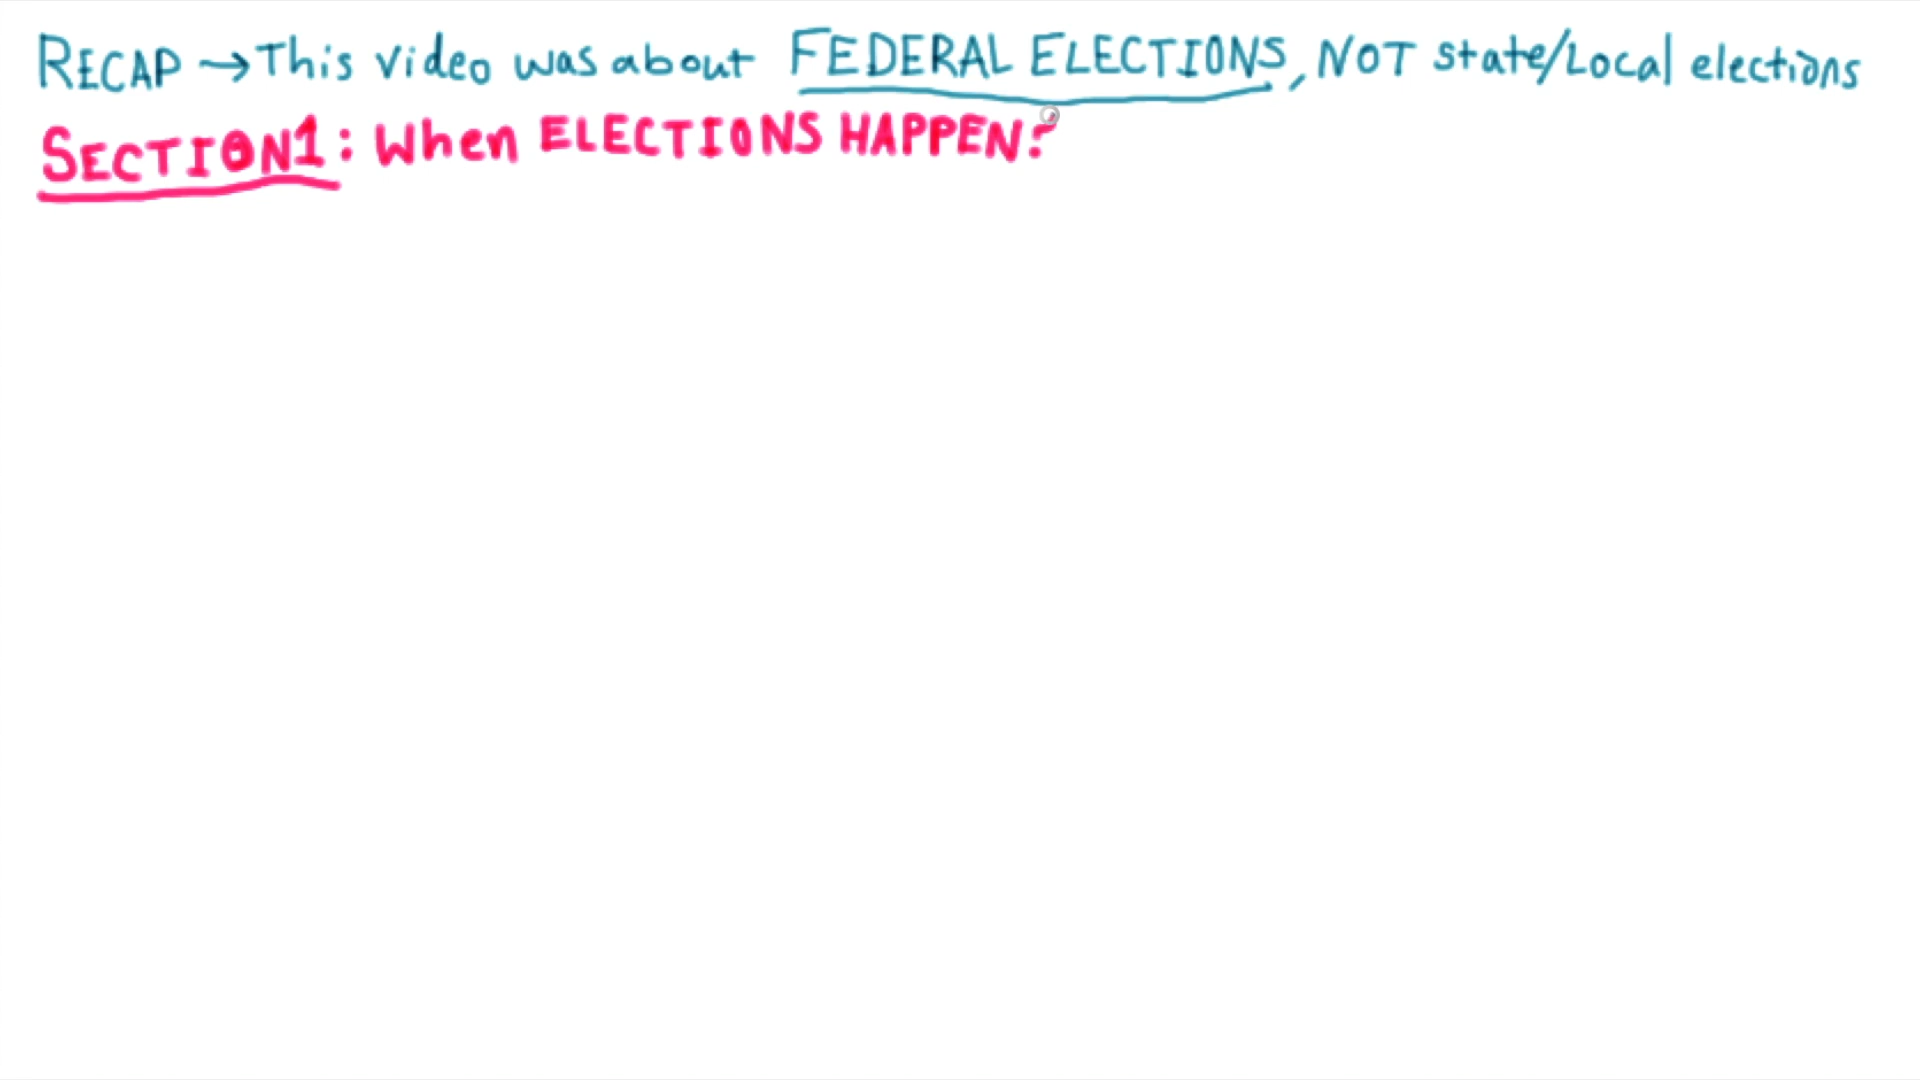 RECAP → This video was about FEDERAL ELECTIONS, NOT state/Local elections
SECTION1: When ELECTIONS HAPPEN?